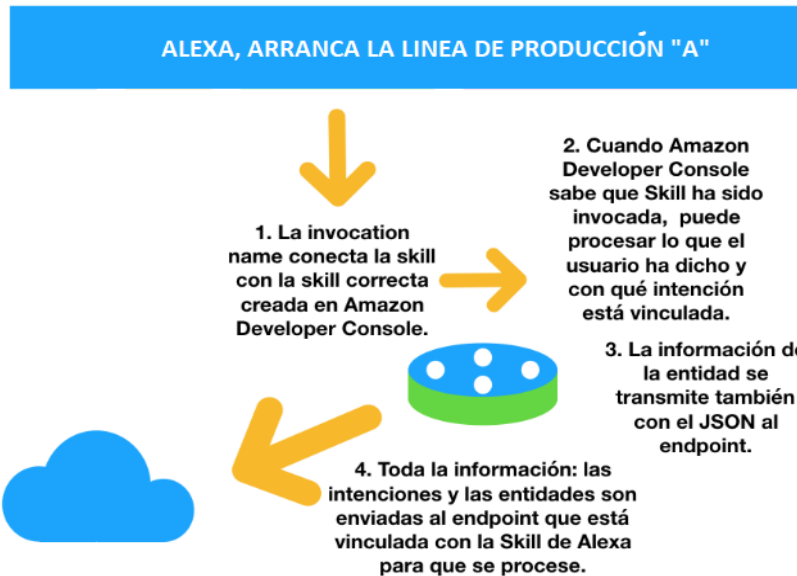 ALEXA, ARRANCA LA LINEA DE PRODUCCIÓN "A"
1. La invocation
name conecta la skill
con la skill correcta
creada en Amazon
Developer Console.
2. Cuando Amazon
Developer Console
sabe que Skill ha sido
invocada, puede
procesar lo que el
usuario ha dicho y
con qué intención
está vinculada.
3. La información de
la entidad se
transmite también
con el JSON al
endpoint.
4. Toda la información: las
intenciones y las entidades son
enviadas al endpoint que está
vinculada con la Skill de Alexa
para que se procese.